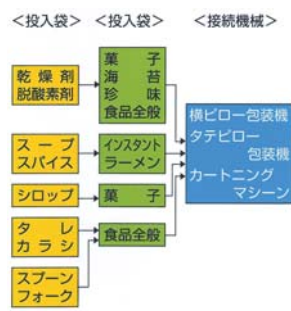 ＜投入袋＞ ＜投入袋＞ ＜接続機械＞
乾燥剤
脱酸素剤
菓子
海苔
珍味
食品全般
スープ
スパイス
インスタント
ラーメン
シロップ
菓子
タレ
カラシ
食品全般
スプーン
フォーク
横ピロー包装機
タテピロー
包装機
カートニング
マシーン